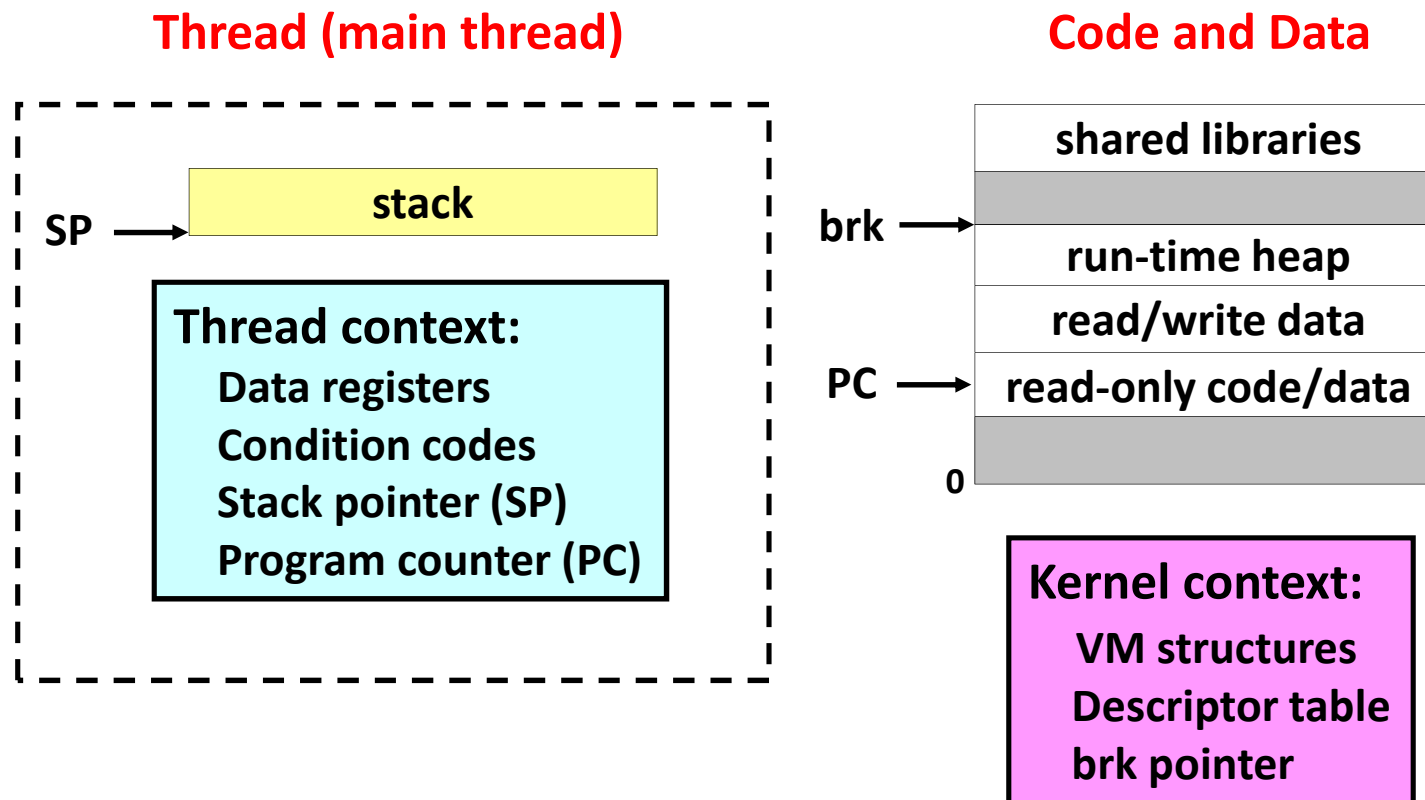 Thread (main thread)
stack
SP
Thread context:
Data registers
Condition codes
Stack pointer (SP)
Program counter (PC)
Code and Data
shared libraries
brk
run-time heap
read/write data
PC
read-only code/data
0
Kernel context:
VM structures
Descriptor table
brk pointer